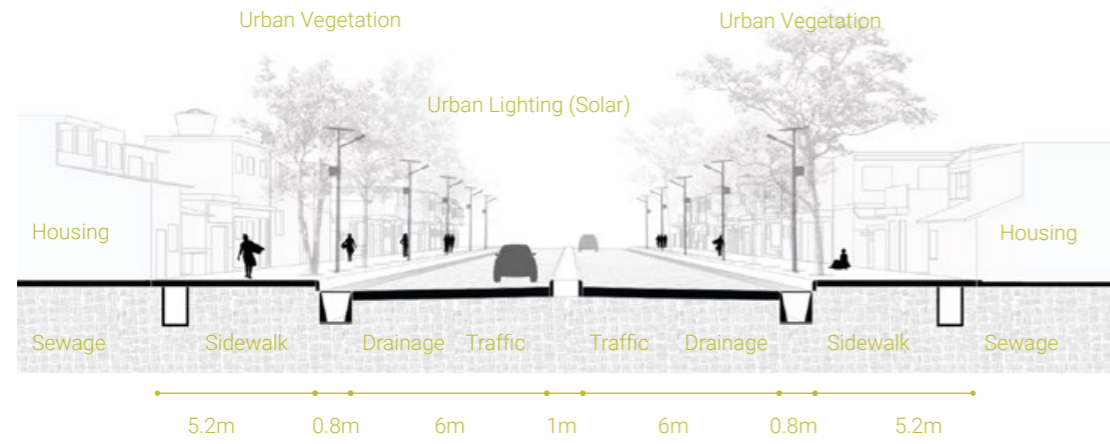 Urban Vegetation
Urban Vegetation
Urban Lighting (Solar)
Housing
Housing
Sewage Sidewalk Drainage Traffic Traffic Drainage Sidewalk Sewage
5.2m 0.8m 6m 1m 6m 0.8m 5.2m